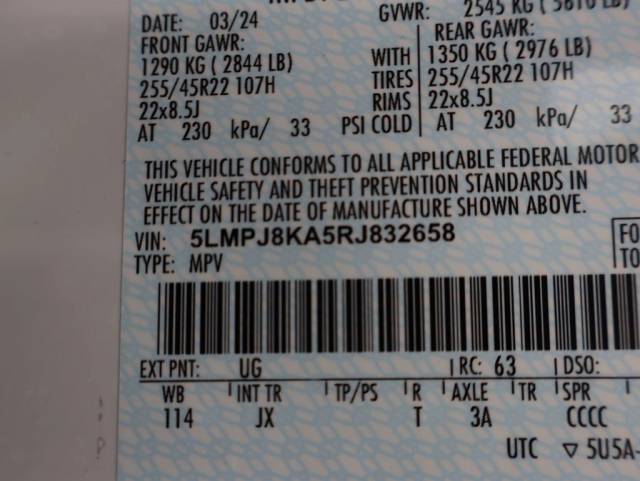 DATE: 03/24 GVWR: 2545 KG ( 5610 LB)
FRONT GAWR: REAR GAWR:
1290 KG ( 2844 LB) WITH 1350 KG ( 2976 LB)
255/45R22 107H TIRES 255/45R22 107H
22x8.5J RIMS 22x8.5J
AT 230 kPa/ 33 PSI COLD AT 230 kPa/ 33
THIS VEHICLE CONFORMS TO ALL APPLICABLE FEDERAL MOTOR
VEHICLE SAFETY AND THEFT PREVENTION STANDARDS IN
EFFECT ON THE DATE OF MANUFACTURE SHOWN ABOVE.
VIN: 5LMPJ8KA5RJ832658 FO
TYPE: MPV TO
EXT PNT: UG RC: 63 DSO:
WB INT TR TP/PS R AXLE TR SPR
114 JX T 3A CCCC
UTC ▽ 5U5A-